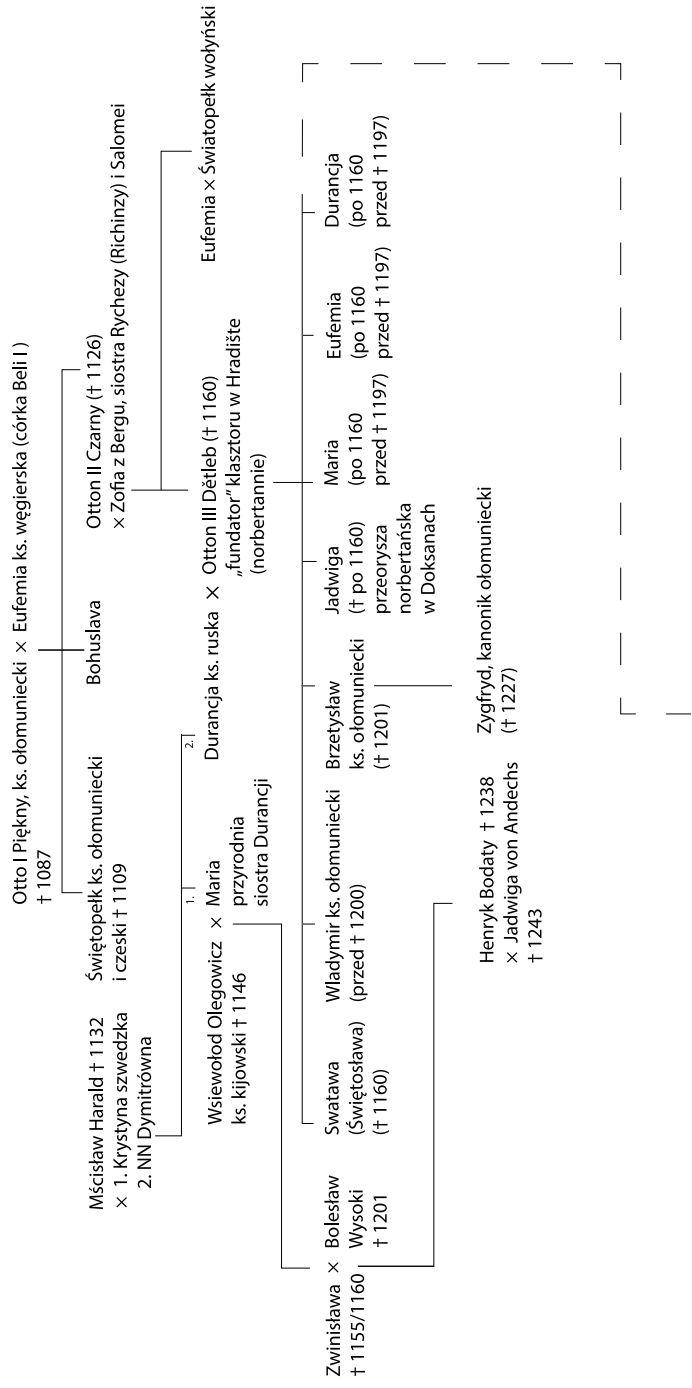 Otto I Piękny, ks. ołomuniecki × Eufemia ks. węgierska (córka Beli I )
† 1087
Świętopełk ks. ołomuniecki
i czeski † 1109
Bohuslava
Otton II Czarny († 1126)
× Zofia z Bergu, siostra Rychezy (Richinzy) i Salomei
Mścisław Harald † 1132
× 1. Krystyna szwedzka
2. NN Dymitrówna
1.
2.
Wsiewołod Olegowicz × Maria
ks. kijowski † 1146
przyrodnia
siostra Durancji
Durancja ks. ruska × Otton III Dětleb († 1160)
„fundator” klasztoru w Hradište
(norbertannie)
Eufemia × Światopełk wołyński
Zwinisława × Bolesław
† 1155/1160
Wysoki
† 1201
Swatawa
(Świętosława)
(† 1160)
Wladymir ks. ołomuniecki
(przed † 1200)
Brzetysław
ks. ołomuniecki
(† 1201)
Jadwiga
(† po 1160)
przeorysza
norbertańska
w Doksanach
Maria
(po 1160
przed † 1197)
Eufemia
(po 1160
przed † 1197)
Durancja
(po 1160
przed † 1197)
Henryk Bodaty † 1238
× Jadwiga von Andechs
† 1243
Zygfryd, kanonik ołomuniecki
(† 1227)